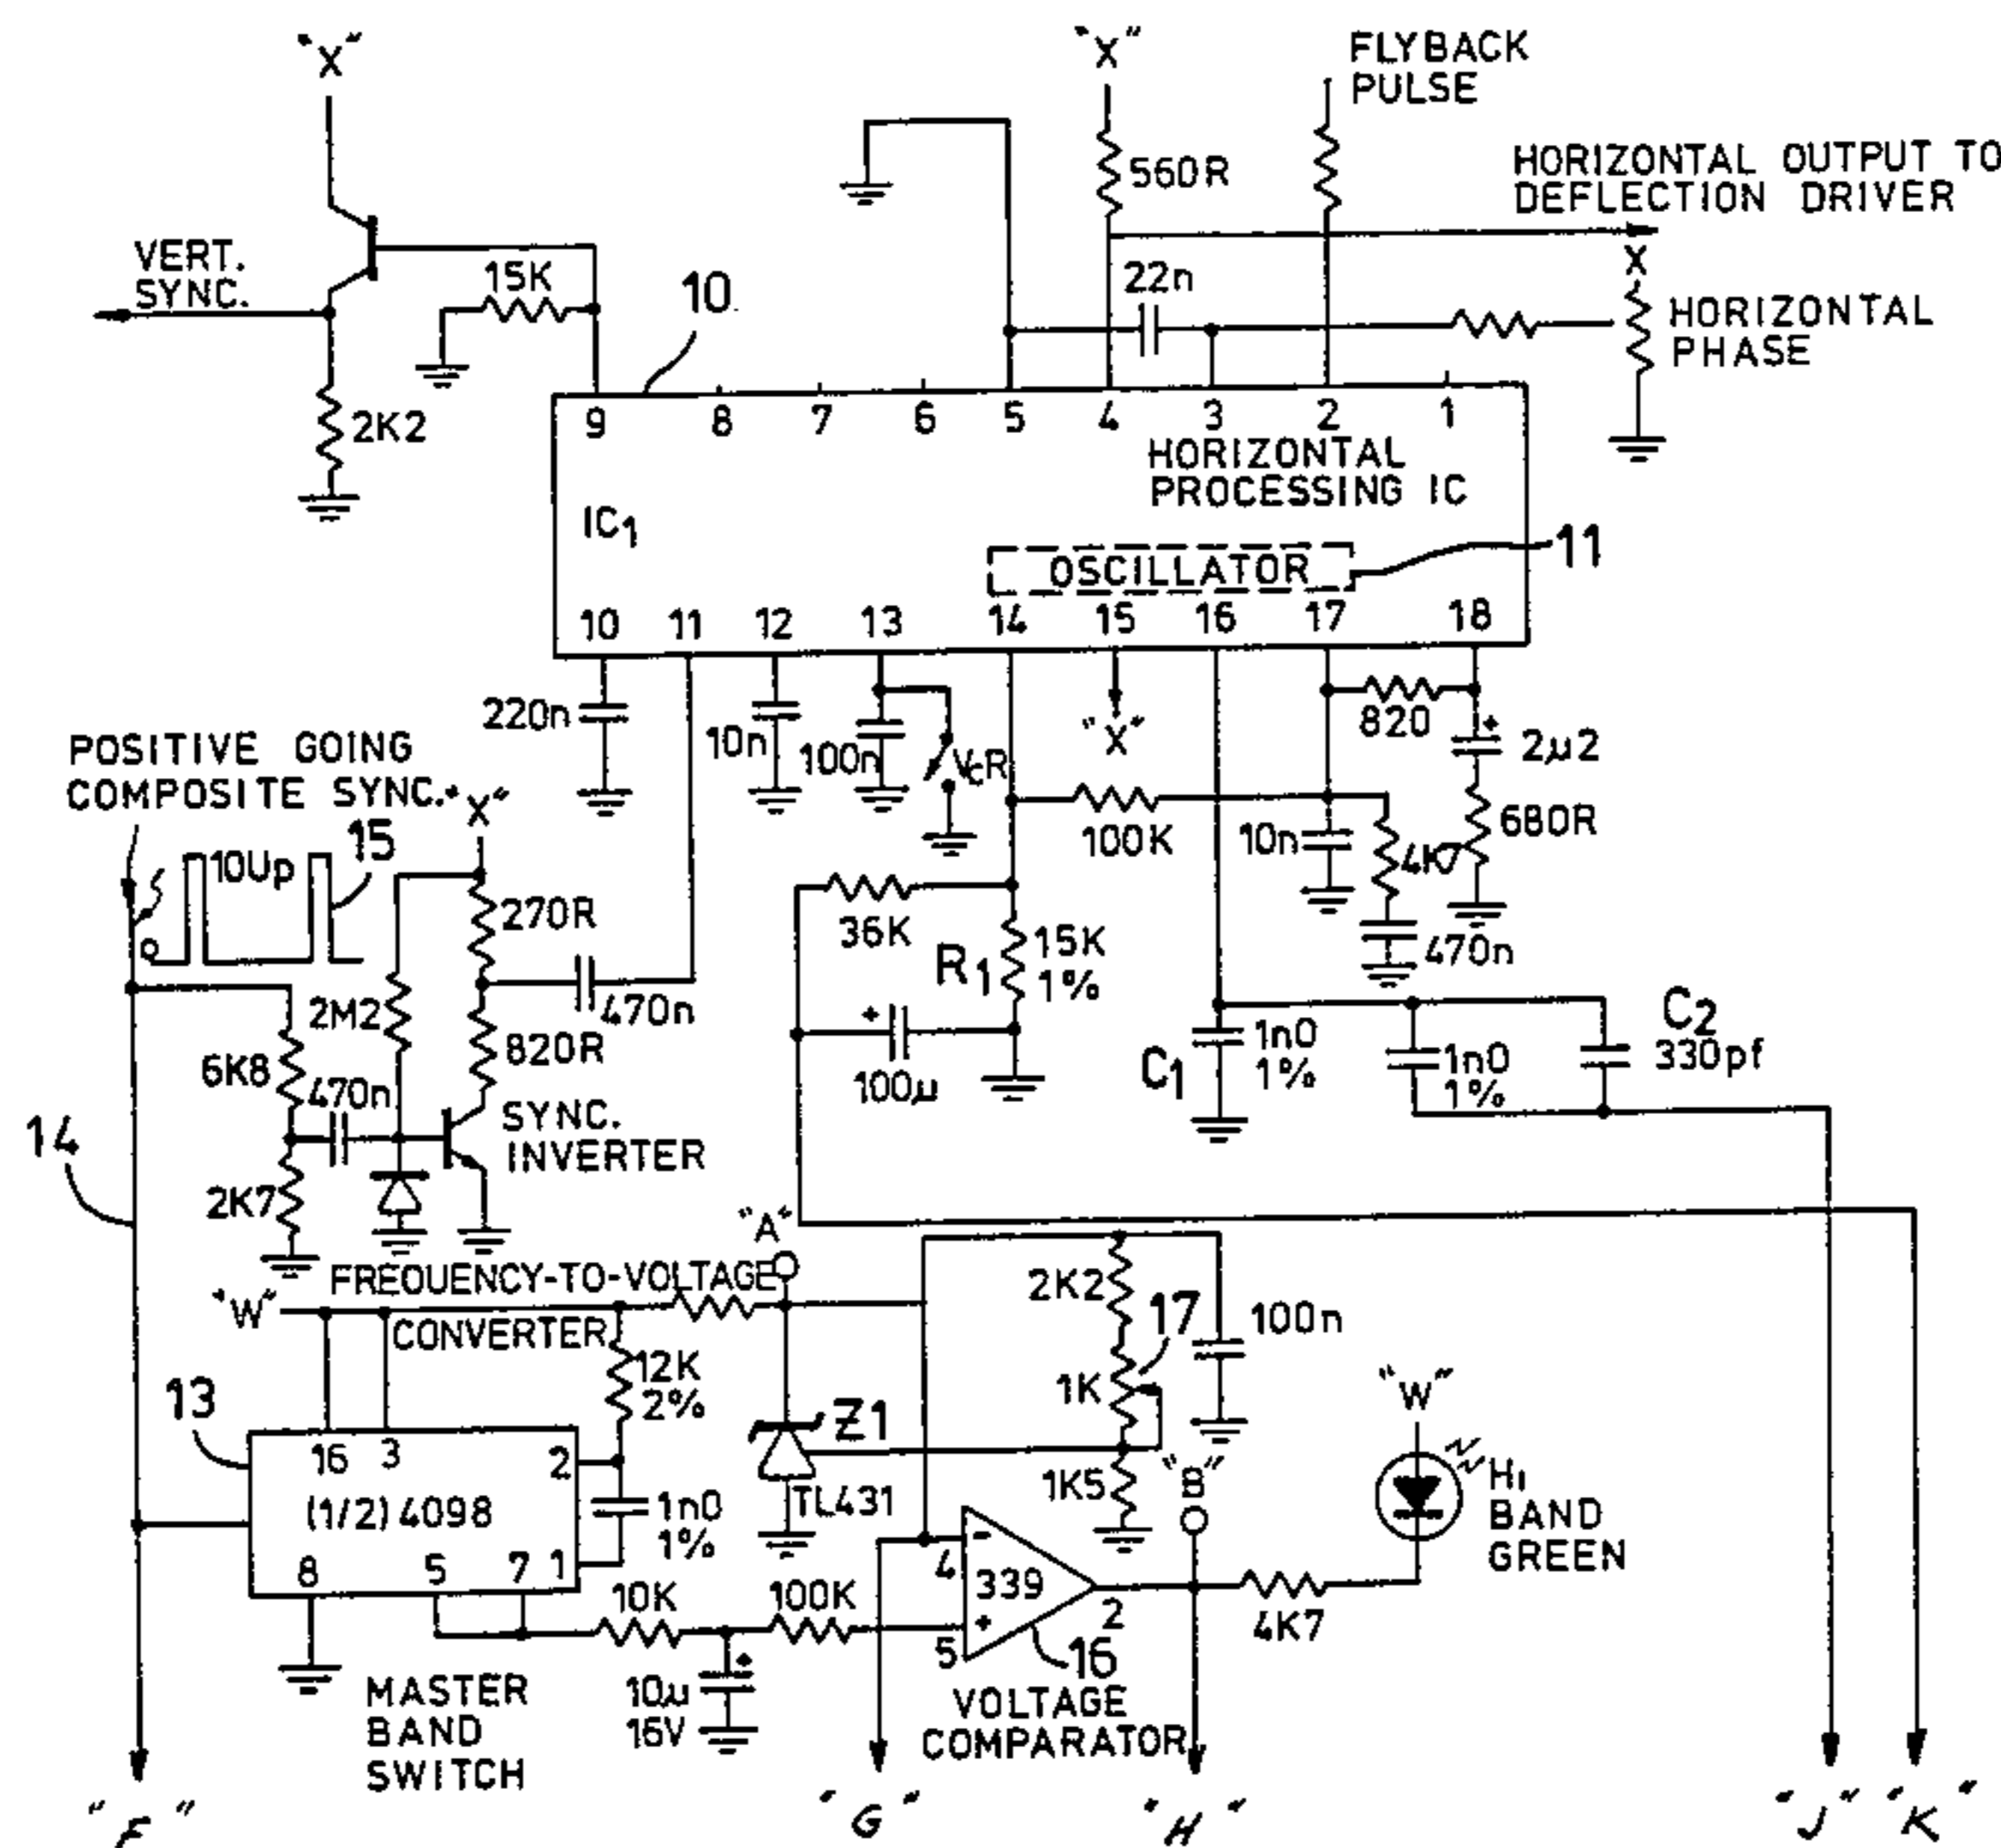 "X"
"X"
FLYBACK
PULSE
560R
HORIZONTAL OUTPUT TO
DEFLECTION DRIVER
X
VERT.
SYNC.
15K
10
22n
HORIZONTAL
PHASE
2K2
9 8 7 6 5 4 3 2 1
HORIZONTAL
PROCESSING IC
IC1
OSCILLATOR
11
10 11 12 13 14 15 16 17 18
220n
10n
100n
VCR
"X"
820
2µ2
680R
POSITIVE GOING
COMPOSITE SYNC.
"X"
15
10Up
100K
10n
4K7
470n
270R
36K
R1
15K
1%
2M2
470n
820R
100µ
C1
1n0
1%
1n0
1%
C2
330pf
6K8
470n
SYNC.
INVERTER
14
2K7
"A"
FREQUENCY-TO-VOLTAGE
CONVERTER
"W"
2K2
17
100n
12K
2%
1K
"W"
13
16 3 2
Z1
(1/2) 4098
1n0
1%
TL431
1K5
"B"
HI
BAND
GREEN
8 5 7 1
10K
100K
4
339
2
5
16
4K7
MASTER
BAND
SWITCH
10µ
16V
VOLTAGE
COMPARATOR
"F"
"G"
"H"
"J"
"K"